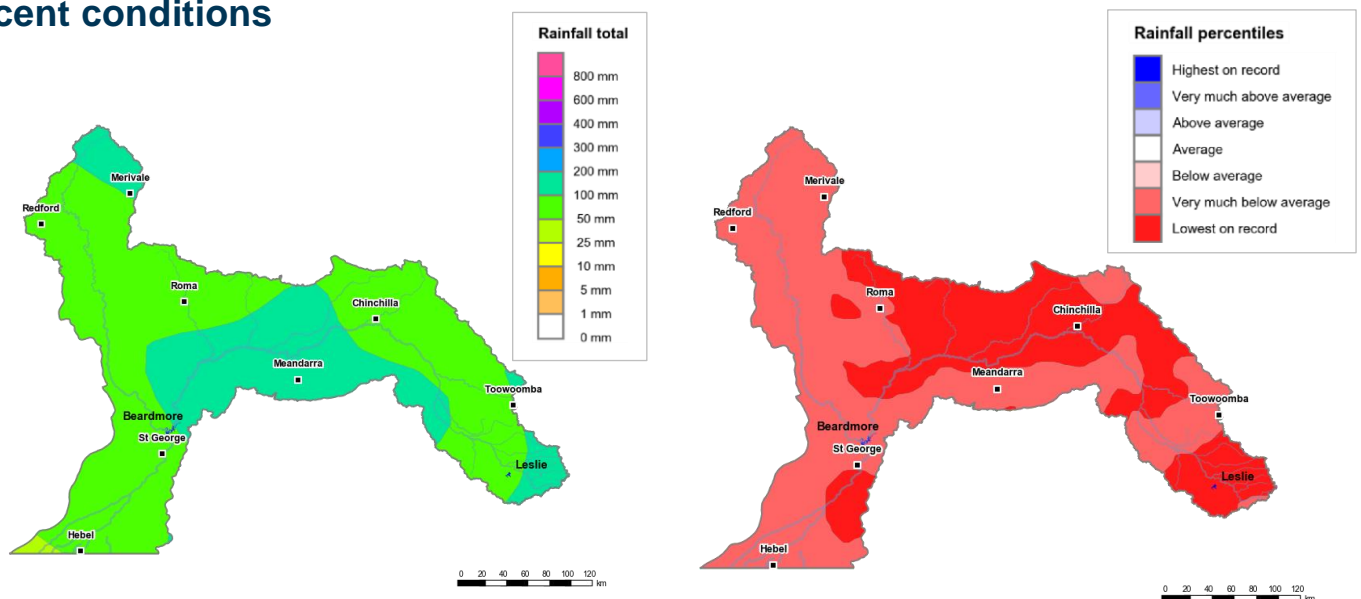 cent conditions
Rainfall total
800 mm
600 mm
400 mm
300 mm
200 mm
100 mm
50 mm
25 mm
10 mm
5 mm
1 mm
0 mm
Merivale
Redford
Roma
Chinchilla
Meandarra
Toowoomba
Beardmore
St George
Leslie
Hebel
0 20 40 60 80 100 120 km
Rainfall percentiles
Highest on record
Very much above average
Above average
Average
Below average
Very much below average
Lowest on record
Merivale
Redford
Roma
Chinchilla
Meandarra
Toowoomba
Beardmore
St George
Leslie
Hebel
0 20 40 60 80 100 120
km